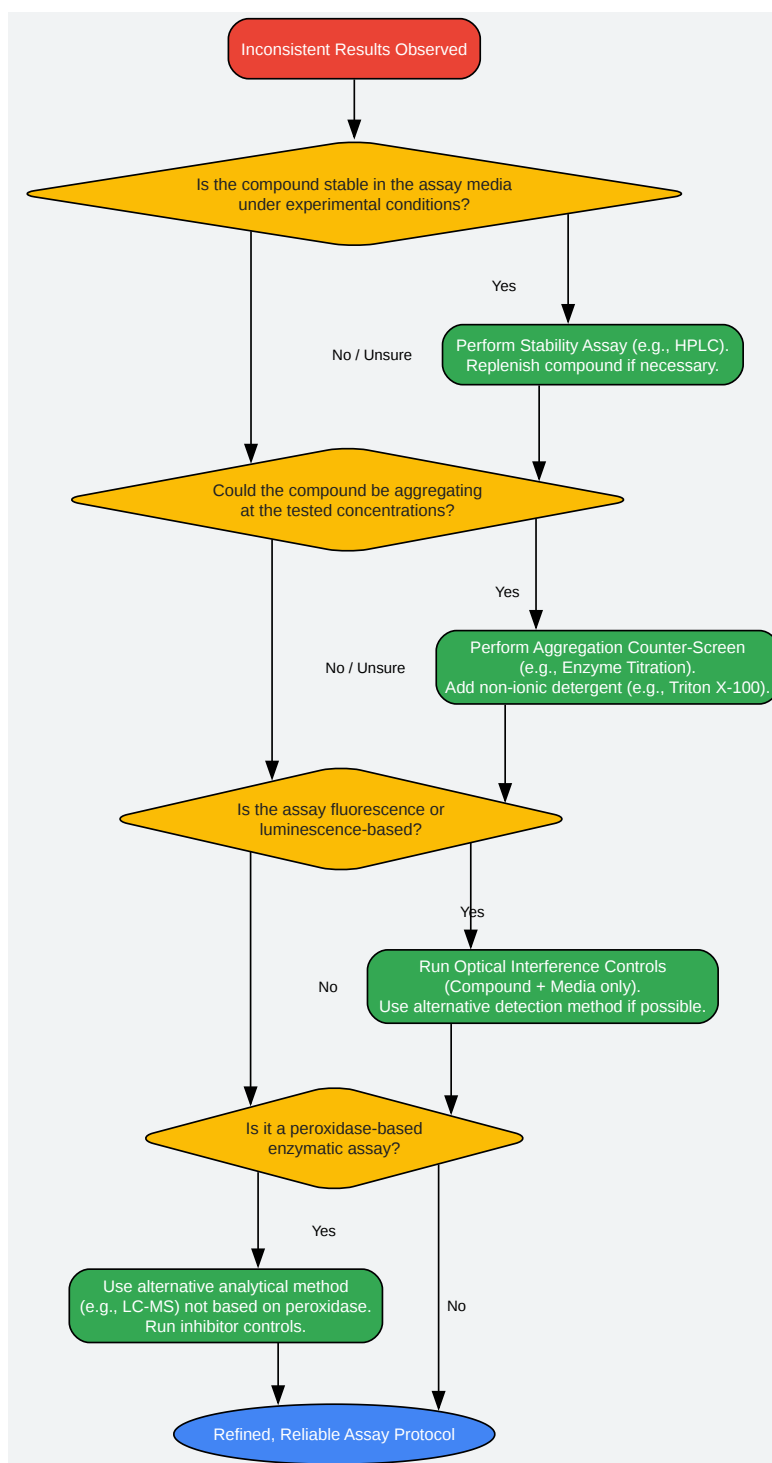 Inconsistent Results Observed
Is the compound stable in the assay media
under experimental conditions?
Yes
No / Unsure
Perform Stability Assay (e.g., HPLC).
Replenish compound if necessary.
Could the compound be aggregating
at the tested concentrations?
Yes
No / Unsure
Perform Aggregation Counter-Screen
(e.g., Enzyme Titration).
Add non-ionic detergent (e.g., Triton X-100).
Is the assay fluorescence or
luminescence-based?
Yes
No
Run Optical Interference Controls
(Compound + Media only).
Use alternative detection method if possible.
Is it a peroxidase-based
enzymatic assay?
Yes
No
Use alternative analytical method
(e.g., LC-MS) not based on peroxidase.
Run inhibitor controls.
Refined, Reliable Assay Protocol